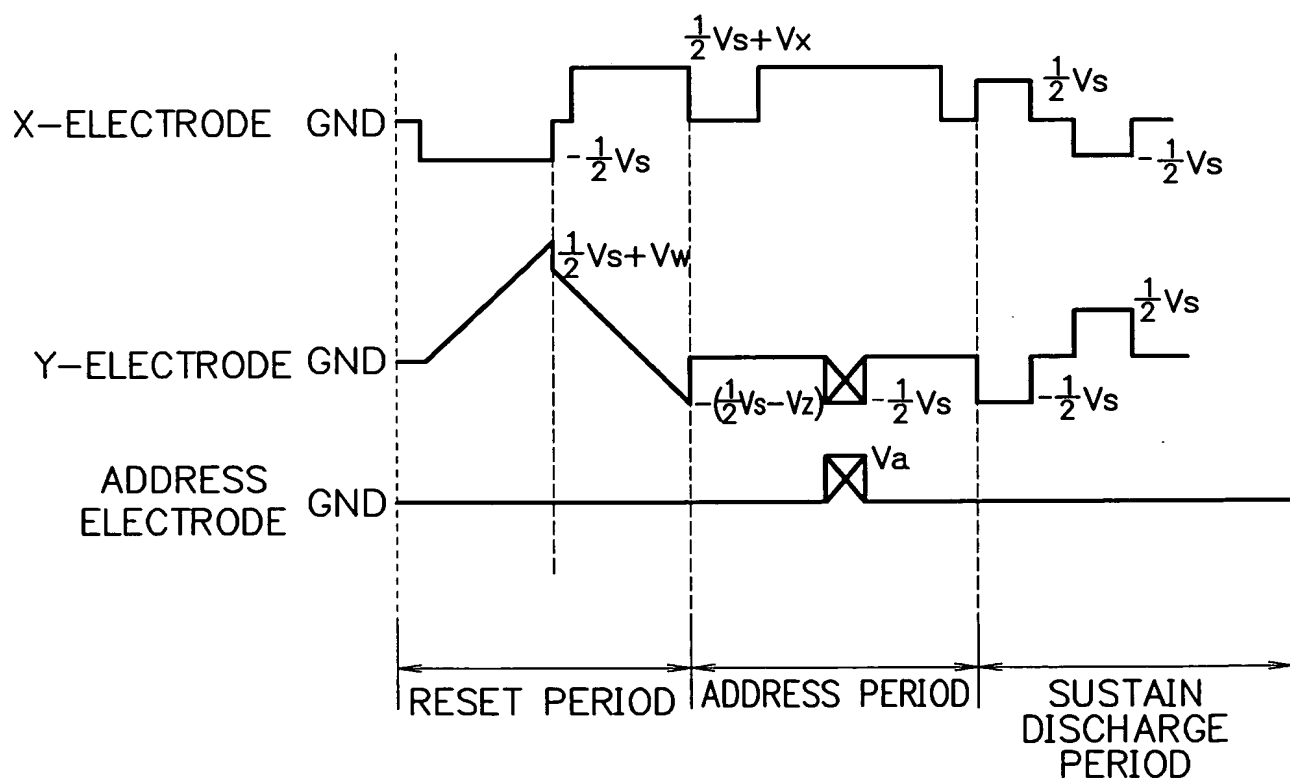 ½Vs+Vx
½Vs
X-ELECTRODE GND
-½Vs
-½Vs
½Vs+Vw
½Vs
Y-ELECTRODE GND
-(½Vs-Vz)
-½Vs
-½Vs
Va
ADDRESS
ELECTRODE GND
RESET PERIOD
ADDRESS PERIOD
SUSTAIN
DISCHARGE
PERIOD